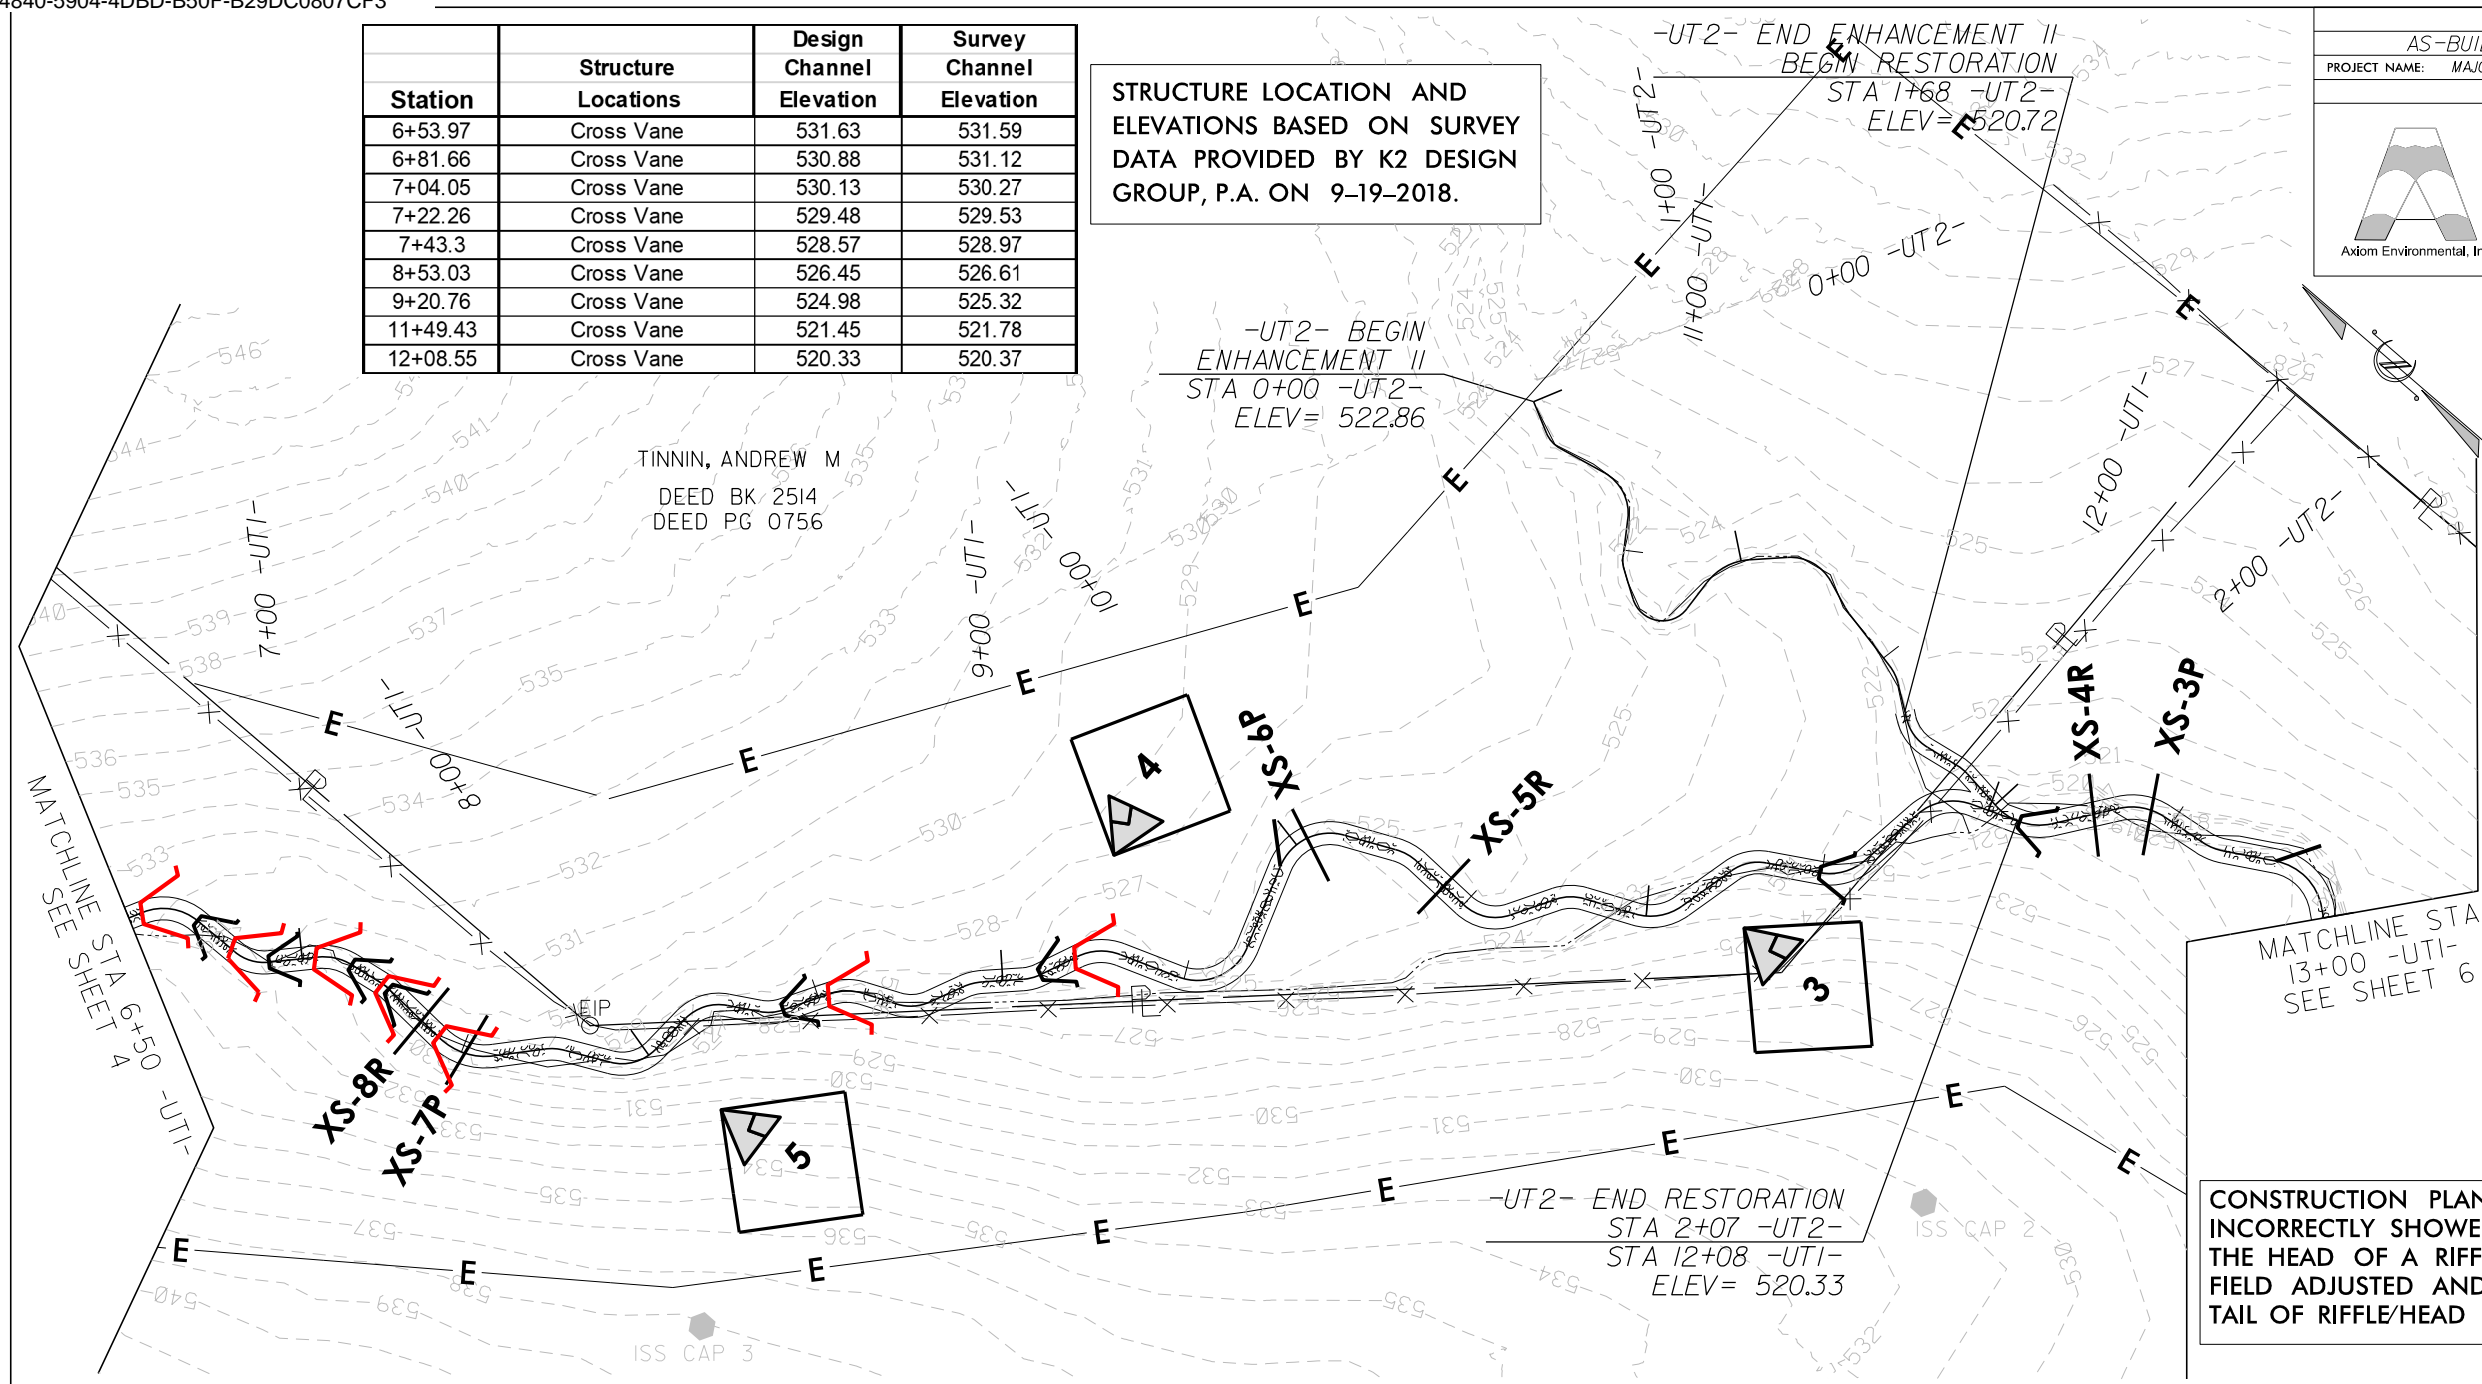 4840-5904-4DBD-B50F-B29DC0807CF3
Station Structure Locations Design Channel Elevation Survey Channel Elevation
6+53.97 Cross Vane 531.63 531.59
6+81.66 Cross Vane 530.88 531.12
7+04.05 Cross Vane 530.13 530.27
7+22.26 Cross Vane 529.48 529.53
7+43.3 Cross Vane 528.57 528.97
8+53.03 Cross Vane 526.45 526.61
9+20.76 Cross Vane 524.98 525.32
11+49.43 Cross Vane 521.45 521.78
12+08.55 Cross Vane 520.33 520.37
STRUCTURE LOCATION AND
ELEVATIONS BASED ON SURVEY
DATA PROVIDED BY K2 DESIGN
GROUP, P.A. ON 9-19-2018.
-UT2- END ENHANCEMENT II
BEGIN RESTORATION
STA 1+68 -UT2-
ELEV= 520.72
PROJECT NAME:
Axiom Environmental,
-UT2- BEGIN
ENHANCEMENT II
STA 0+00 -UT2-
ELEV= 522.86
TINNIN, ANDREW M
DEED BK 2514
DEED PG 0756
7+00 -UT1-
8+00 -UT1-
9+00 -UT1-
10+00 -UT1-
11+00 -UT1-
12+00 -UT1-
0+00 -UT2-
1+00 -UT2-
2+00 -UT2-
MATCHLINE STA 6+50 -UT1-
SEE SHEET 4
XS-8R
XS-7P
XS-6P
XS-5R
XS-4R
XS-3P
4
5
3
EIP
MATCHLINE STA
13+00 -UT1-
SEE SHEET 6
-UT2- END RESTORATION
STA 2+07 -UT2-
STA 12+08 -UT1-
ELEV= 520.33
ISS CAP 2
ISS CAP 3
CONSTRUCTION PLAN
INCORRECTLY SHOWE
THE HEAD OF A RIFF
FIELD ADJUSTED AND
TAIL OF RIFFLE/HEAD